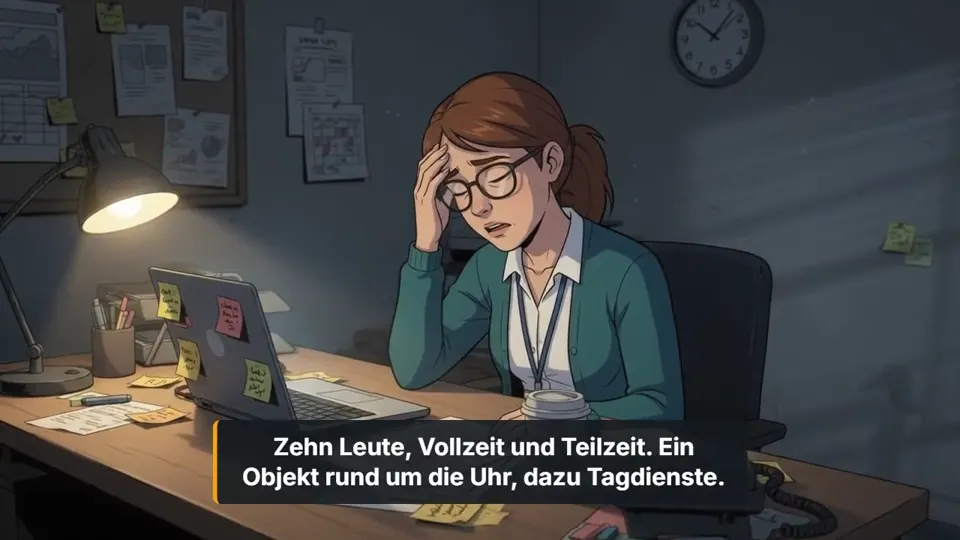 Zehn Leute, Vollzeit und Teilzeit. Ein
Objekt rund um die Uhr, dazu Tagdienste.